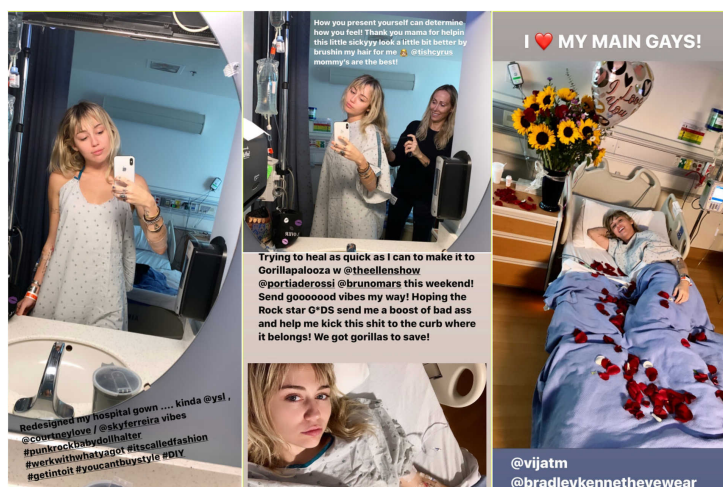 Redesigned my hospital gown .... kinda @ysl ,
@courtneylove / @skyferreira vibes
#punkrockbabydollhalter
#werkwithwhatyagot #itscalledfashion
#getintoit #youcantbuystyle #DIY
How you present yourself can determine
how you feel! Thank you mama for helpin
this little sickyyy look a little bit better by
brushin my hair for me @tishcyrus
mommy's are the best!
Trying to heal as quick as I can to make it to
Gorillapalooza w @theellenshow
@portiaderossi @brunomars this weekend!
Send gooooood vibes my way! Hoping the
Rock star G*DS send me a boost of bad ass
and help me kick this shit to the curb where
it belongs! We got gorillas to save!
I ❤️ MY MAIN GAYS!
I Love
You
@vijatm
@bradleykennetheyewear